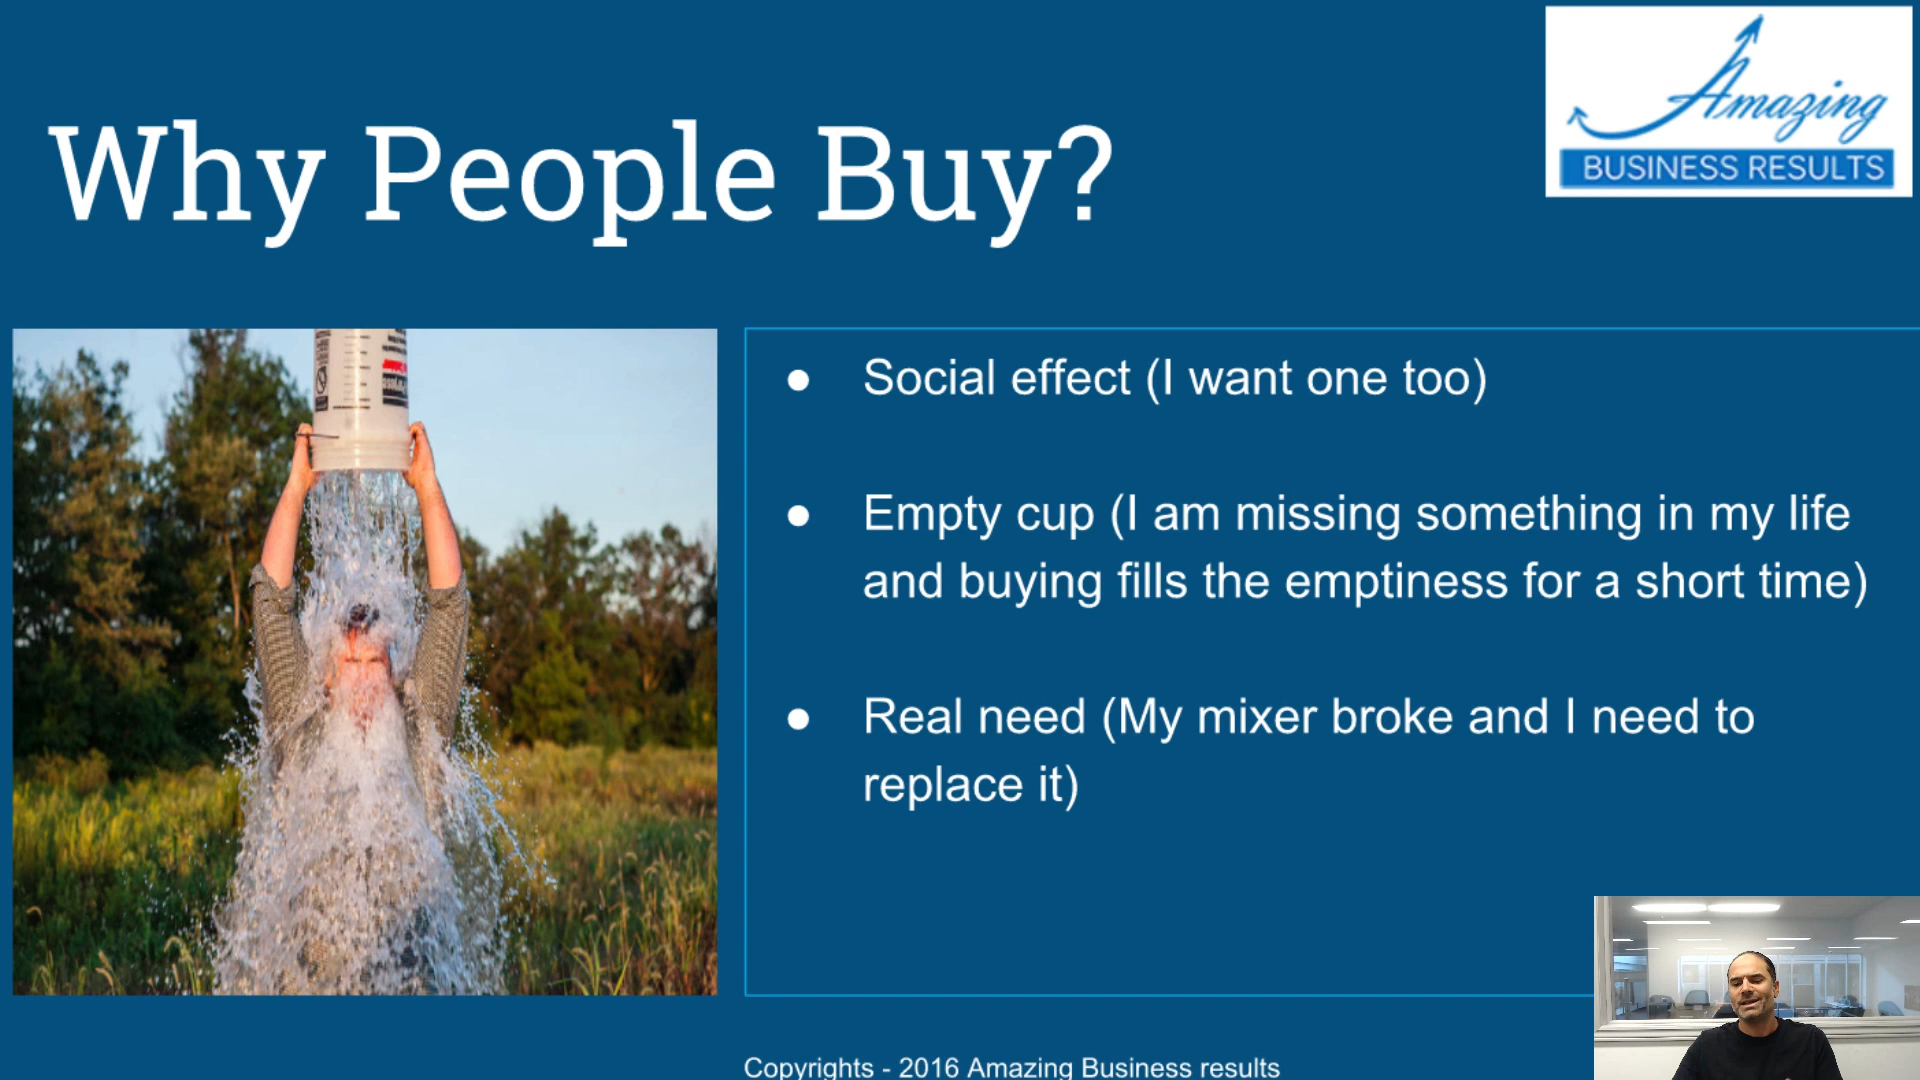 Amazing
BUSINESS RESULTS
Why People Buy?
● Social effect (I want one too)
● Empty cup (I am missing something in my life
and buying fills the emptiness for a short time)
● Real need (My mixer broke and I need to
replace it)
Copyrights - 2016 Amazing Business results